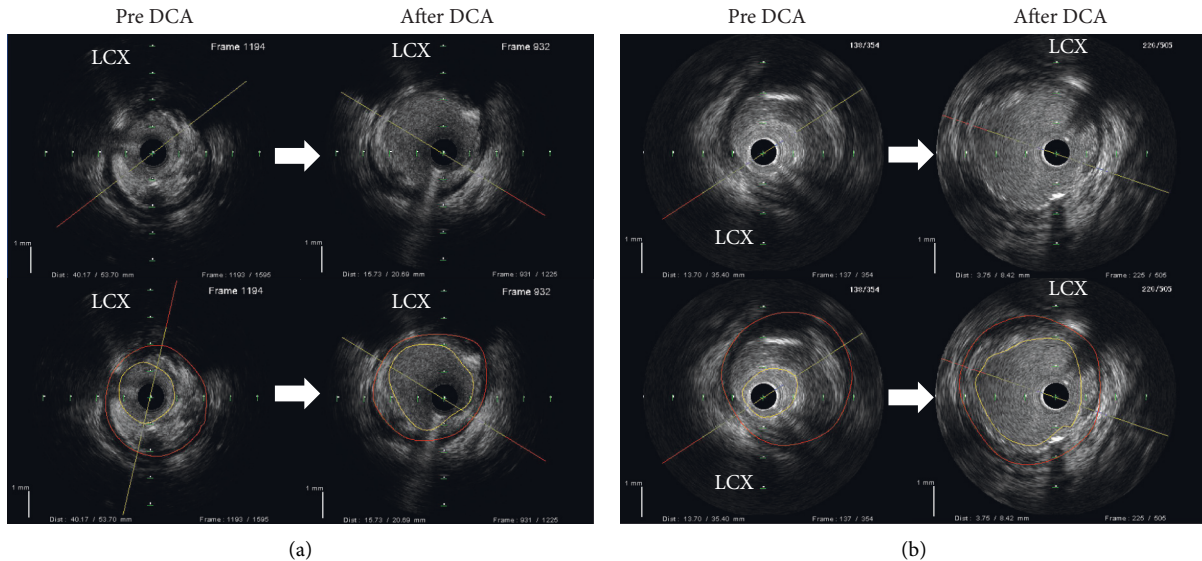 Pre DCA
After DCA
Pre DCA
After DCA
LCX
Frame 1194
LCX
Frame 932
138/354
LCX
226/505
1 mm
Dist : 40.17 / 53.70 mm
Frame: 1193 / 1595
1 mm
Dist : 15.73 / 20.59 mm
Frame : 931 / 1225
LCX
1 mm
Dist : 13.70 / 35.40 mm
Frame: 137 / 354
1 mm
Dist : 3.75 / 8.42 mm
Frame : 225 / 505
LCX
Frame 1194
LCX
Frame 932
138/354
LCX
226/505
1 mm
Dist : 40.17 / 53.70 mm
Frame: 1193 / 1595
1 mm
Dist : 15.73 / 20.59 mm
Frame : 931 / 1225
LCX
1 mm
Dist : 13.70 / 35.40 mm
Frame: 137 / 354
1 mm
Dist : 3.75 / 8.42 mm
Frame : 225 / 505
(a)
(b)